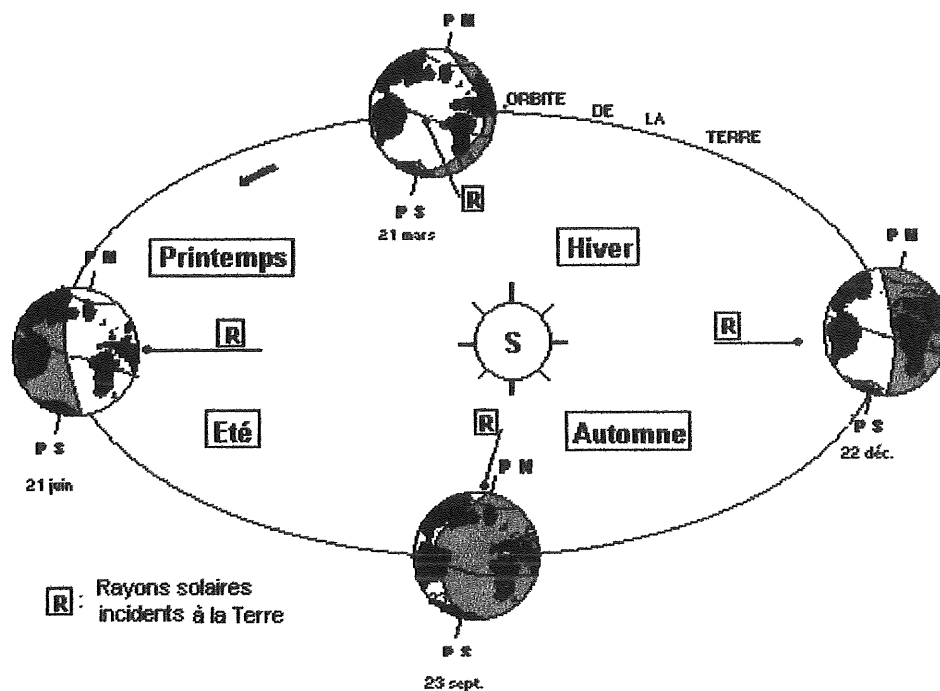 P N
ORBITE DE LA TERRE
R
P S
21 mars
Printemps
Hiver
P N
P N
R
S
R
Eté
R
Automne
P S
P N
P S
22 déc.
21 juin
R : Rayons solaires
incidents à la Terre
P S
23 sept.